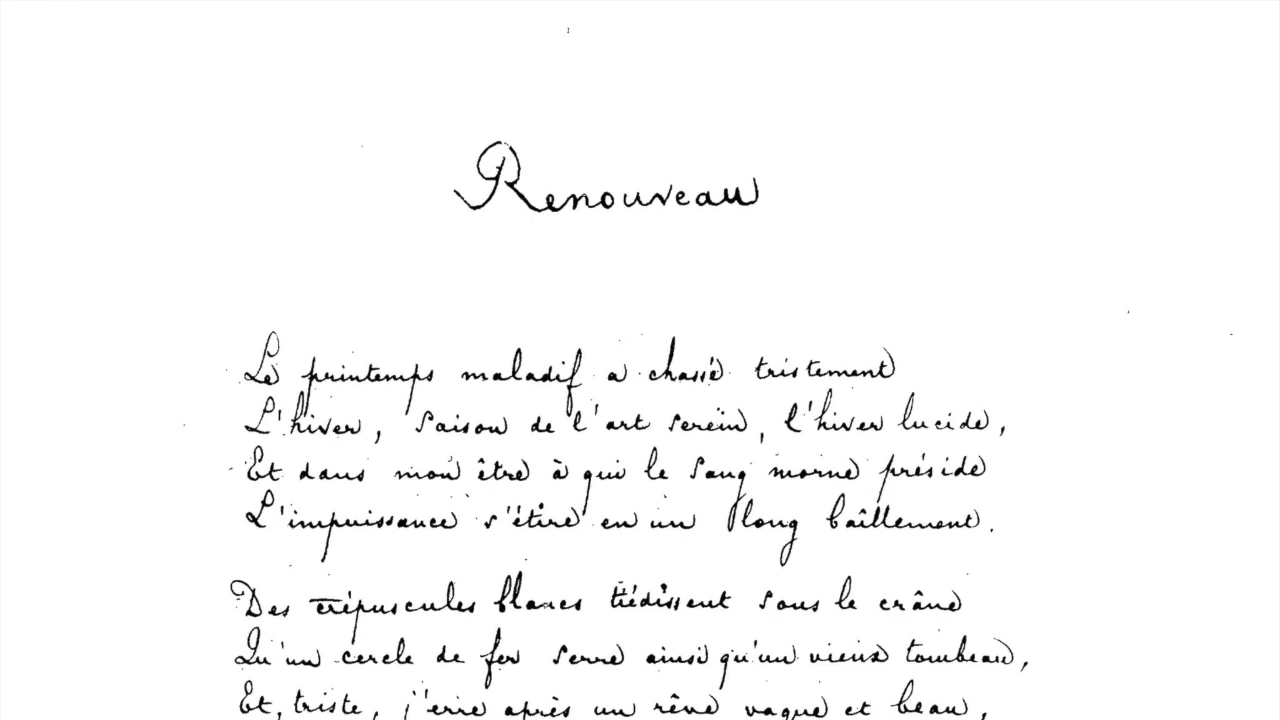 Renouveau
Le printemps maladif a chassé tristement
L'hiver, saison de l'art serein, l'hiver lucide,
Et dans mon être à qui le sang morne préside
L'impuissance s'étire en un long bâillement.
Des crépuscules blancs tiédissent sous le crâne
Qu'un cercle de fer serre ainsi qu'un vieux tombeau,
Et, triste, j'erre après un rêve vague et beau,